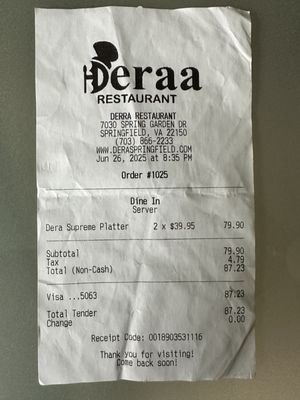 Deraa
RESTAURANT
DERRA RESTAURANT
7030 SPRING GARDEN DR
SPRINGFIELD, VA 22150
(703) 866-2233
WWW.DERASPRINGFIELD.COM
Jun 26, 2025 at 8:35 PM
Order #1025
Dine In
Server
Dera Supreme Platter 2 x $39.95 79.90
Subtotal 79.90
Tax 4.79
Total (Non-Cash) 87.23
Visa ...5063 87.23
Total Tender 87.23
Change 0.00
Receipt Code: 0018903531116
Thank you for visiting!
Come back soon!